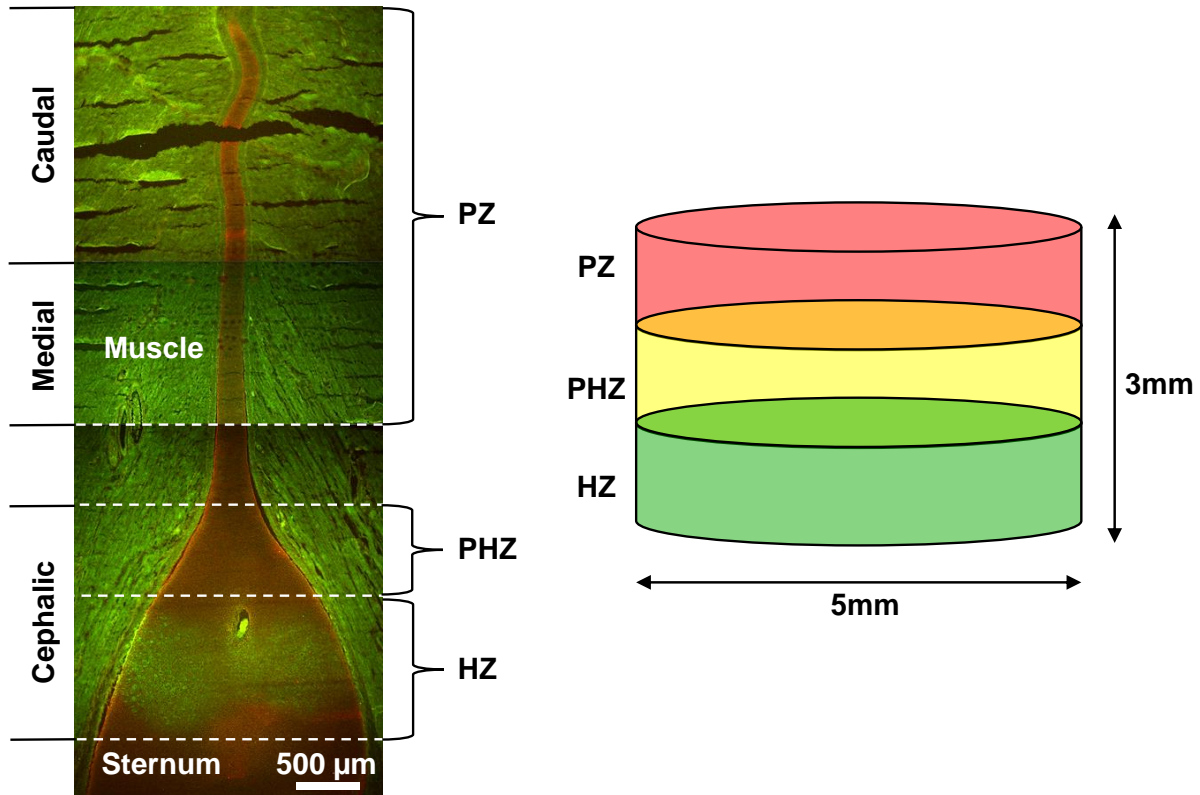 Caudal
Medial
Cephalic
Muscle
Sternum
500 µm
PZ
PHZ
HZ
PZ
PHZ
HZ
3mm
5mm